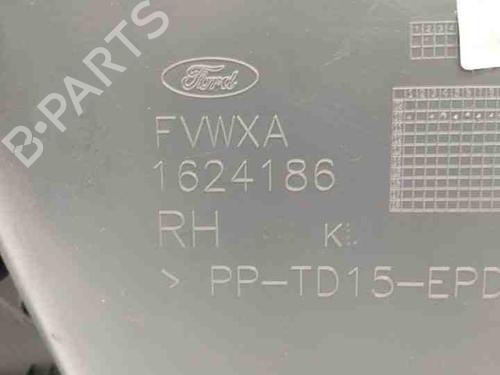 B-PARTS
Ford
FVWXA
1624186
RH K
> PP-TD15-EPD